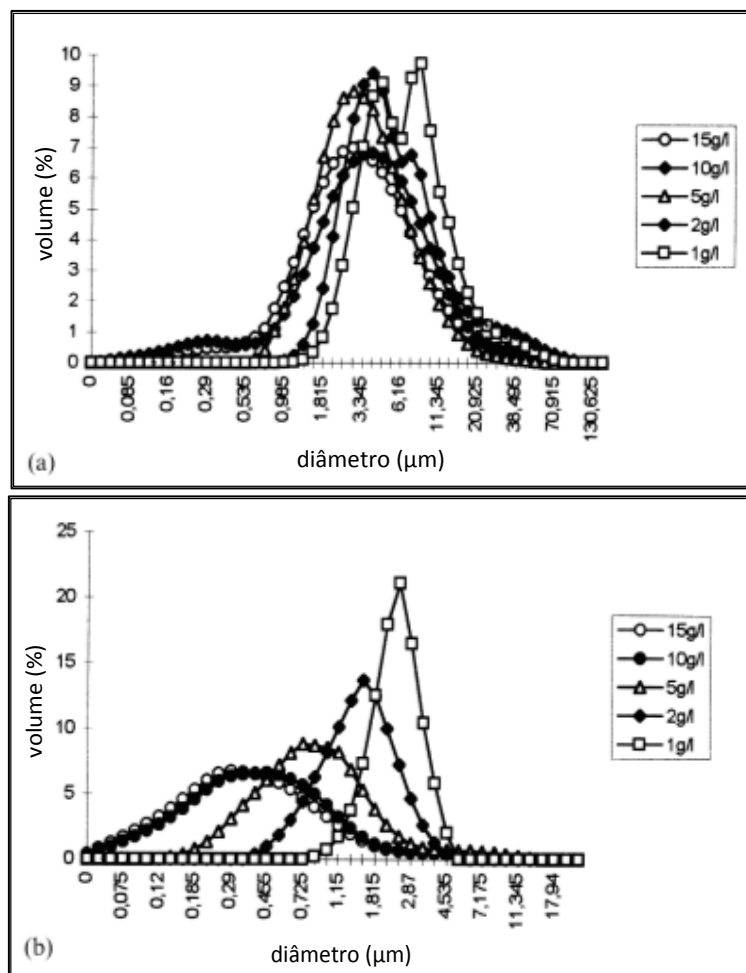 10
9
8
7
6
5
4
3
2
1
0
volume (%)
0
0,085
0,16
0,29
0,535
0,985
1,815
3,345
6,16
11,345
20,925
38,495
70,915
130,625
diâmetro (µm)
15g/l
10g/l
5g/l
2g/l
1g/l
(a)
25
20
15
10
5
0
volume (%)
0
0,075
0,12
0,185
0,29
0,455
0,725
1,15
1,815
2,87
4,535
7,175
11,345
17,94
diâmetro (µm)
15g/l
10g/l
5g/l
2g/l
1g/l
(b)